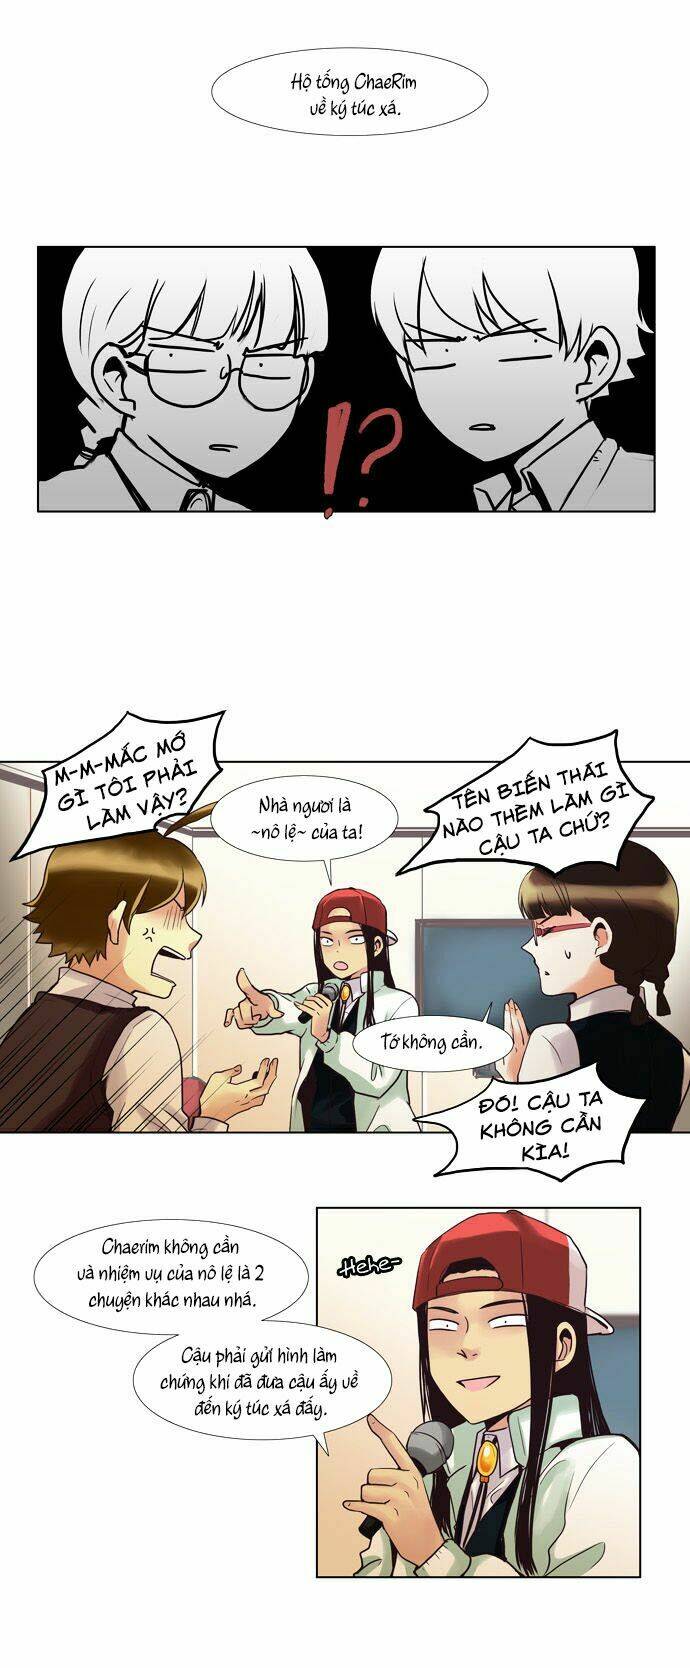 Hộ tống ChaeRim
về ký túc xá.
!?
M-M-MẮC MỚ
GÌ TÔI PHẢI
LÀM VẬY?
Nhà ngươi là
~nô lệ~ của ta!
TÊN BIẾN THÁI
NÀO THÈM LÀM GÌ
CẬU TA CHỨ?
Tớ không cần.
ĐÓ! CẬU TA
KHÔNG CẦN
KÌA!
Chaerim không cần
và nhiệm vụ của nô lệ là 2
chuyện khác nhau nhá.
Hehe~
Cậu phải gửi hình làm
chứng khi đã đưa cậu ấy về
đến ký túc xá đấy.